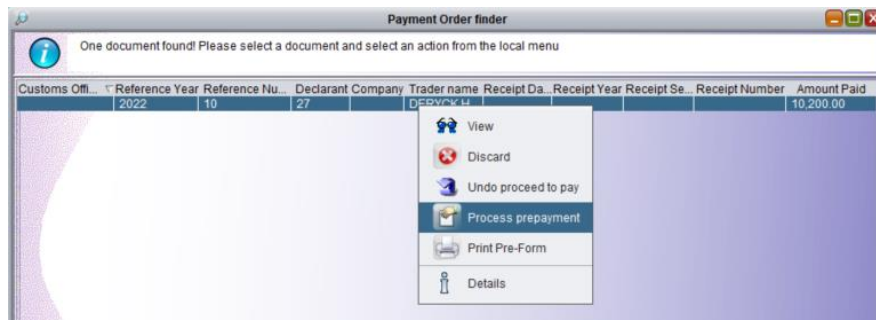 Payment Order finder
One document found! Please select a document and select an action from the local menu
Customs Offi... Reference Year Reference Nu... Declarant Company Trader name Receipt Da... Receipt Year Receipt Se... Receipt Number Amount Paid
2022 10 27 DERYCK H 10,200.00
View
Discard
Undo proceed to pay
Process prepayment
Print Pre-Form
Details